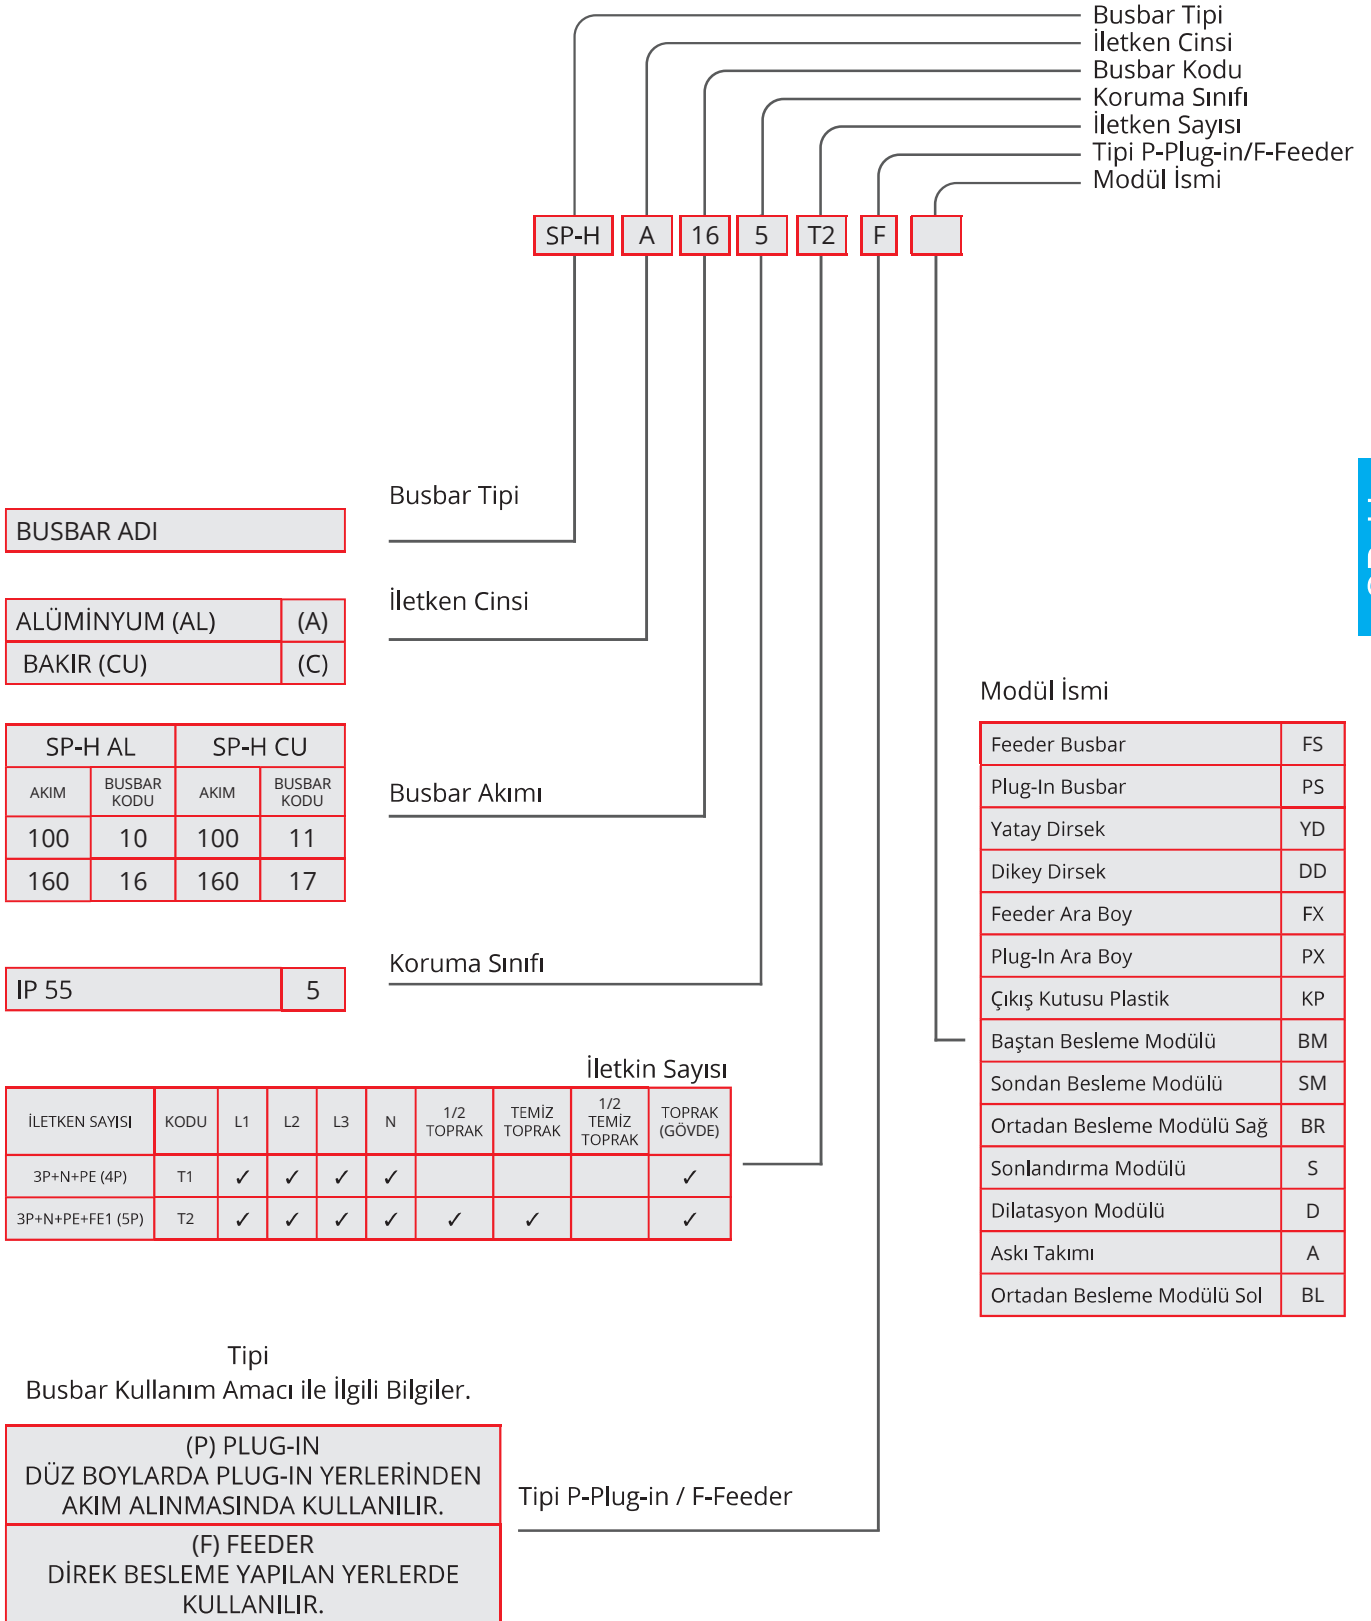 Busbar Tipi
İletken Cinsi
Busbar Kodu
Koruma Sınıfı
İletken Sayısı
Tipi P-Plug-in/F-Feeder
Modül İsmi
SP-H A 16 5 T2 F
Busbar Tipi
BUSBAR ADI
İletken Cinsi
ALÜMİNYUM (AL) (A)
BAKIR (CU) (C)
SP-H AL SP-H CU
AKIM BUSBAR KODU AKIM BUSBAR KODU
100 10 100 11
160 16 160 17
Busbar Akımı
Koruma Sınıfı
IP 55 5
İletkin Sayısı
İLETKEN SAYISI KODU L1 L2 L3 N 1/2 TOPRAK TEMİZ TOPRAK 1/2 TEMİZ TOPRAK TOPRAK (GÖVDE)
3P+N+PE (4P) T1 ✓ ✓ ✓ ✓ ✓
3P+N+PE+FE1 (5P) T2 ✓ ✓ ✓ ✓ ✓ ✓ ✓
Tipi
Busbar Kullanım Amacı ile İlgili Bilgiler.
(P) PLUG-IN
DÜZ BOYLARDA PLUG-IN YERLERİNDEN
AKIM ALINMASINDA KULLANILIR.
(F) FEEDER
DİREK BESLEME YAPILAN YERLERDE
KULLANILIR.
Tipi P-Plug-in / F-Feeder
Modül İsmi
Feeder Busbar FS
Plug-In Busbar PS
Yatay Dirsek YD
Dikey Dirsek DD
Feeder Ara Boy FX
Plug-In Ara Boy PX
Çıkış Kutusu Plastik KP
Baştan Besleme Modülü BM
Sondan Besleme Modülü SM
Ortadan Besleme Modülü Sağ BR
Sonlandırma Modülü S
Dilatasyon Modülü D
Askı Takımı A
Ortadan Besleme Modülü Sol BL